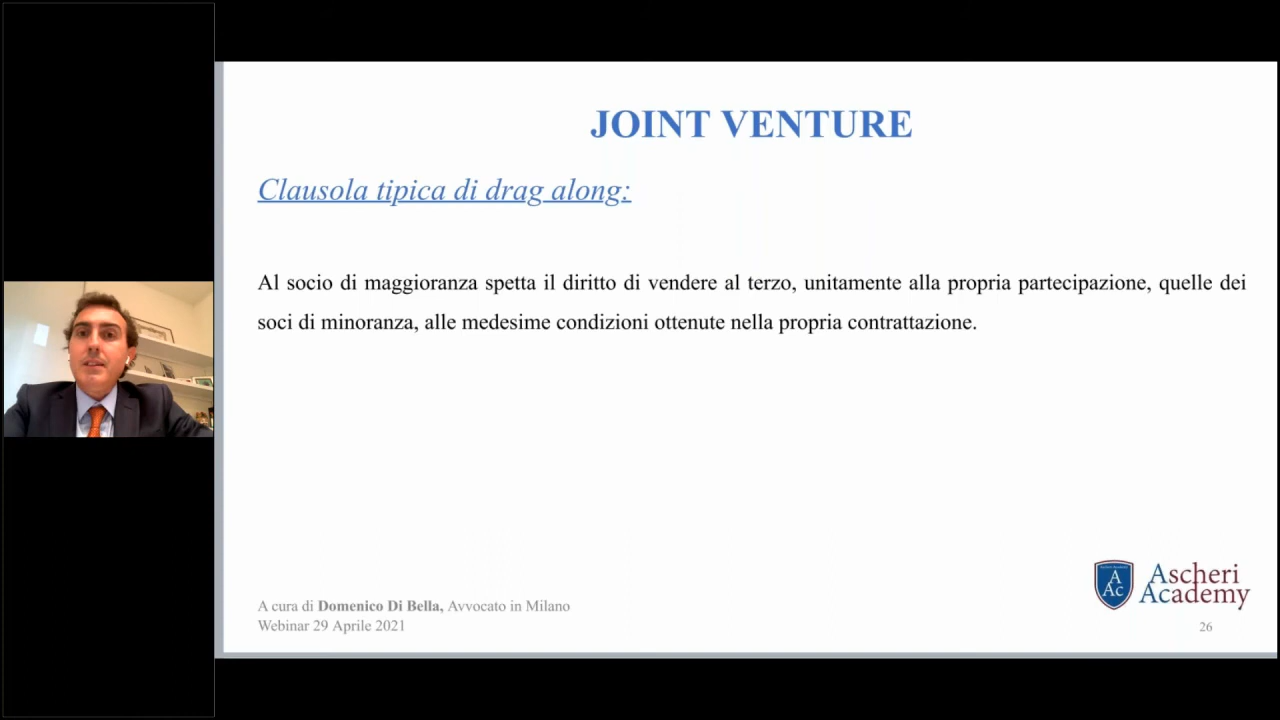 JOINT VENTURE
Clausola tipica di drag along:
Al socio di maggioranza spetta il diritto di vendere al terzo, unitamente alla propria partecipazione, quelle dei
soci di minoranza, alle medesime condizioni ottenute nella propria contrattazione.
A cura di Domenico Di Bella, Avvocato in Milano
Webinar 29 Aprile 2021
A
Ac
Ascheri
Academy
26